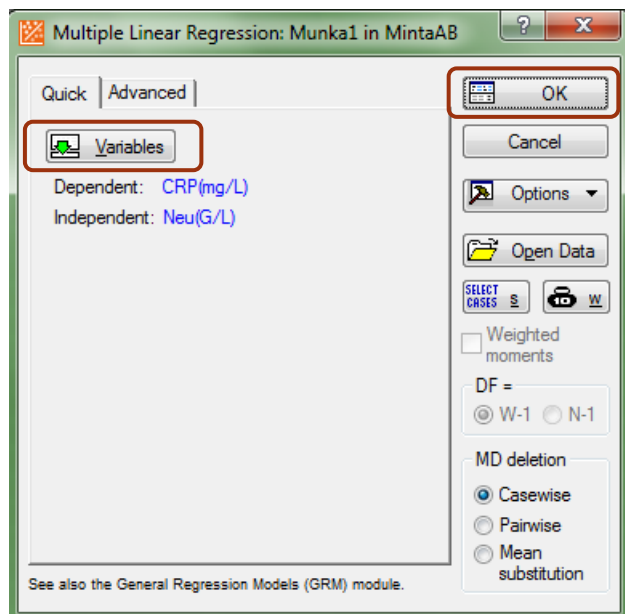 Multiple Linear Regression: Munka1 in MintaAB
Quick
Advanced
Variables
Dependent: CRP(mg/L)
Independent: Neu(G/L)
See also the General Regression Models (GRM) module.
OK
Cancel
Options
Open Data
SELECT
CASES
S
W
Weighted
moments
DF =
W-1
N-1
MD deletion
Casewise
Pairwise
Mean
substitution